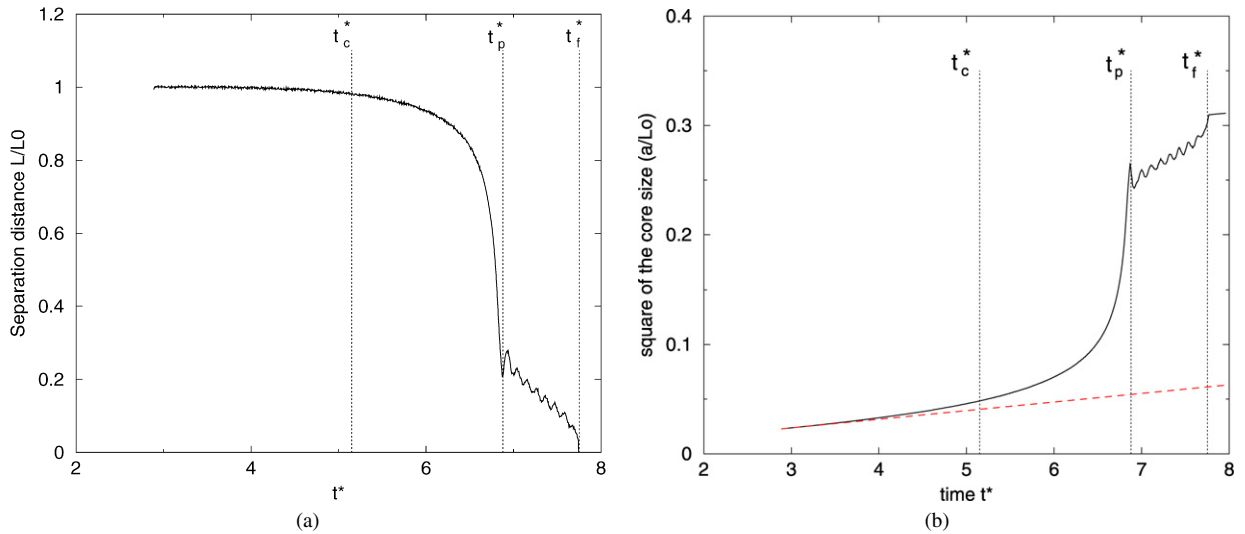 1.2
1
0.8
0.6
0.4
0.2
0
2
4
6
8
Separation distance L/L0
t*
t*c
t*p
t*f
(a)
0.4
0.3
0.2
0.1
0
2
3
4
5
6
7
8
square of the core size (a/Lo)
time t*
t*c
t*p
t*f
(b)